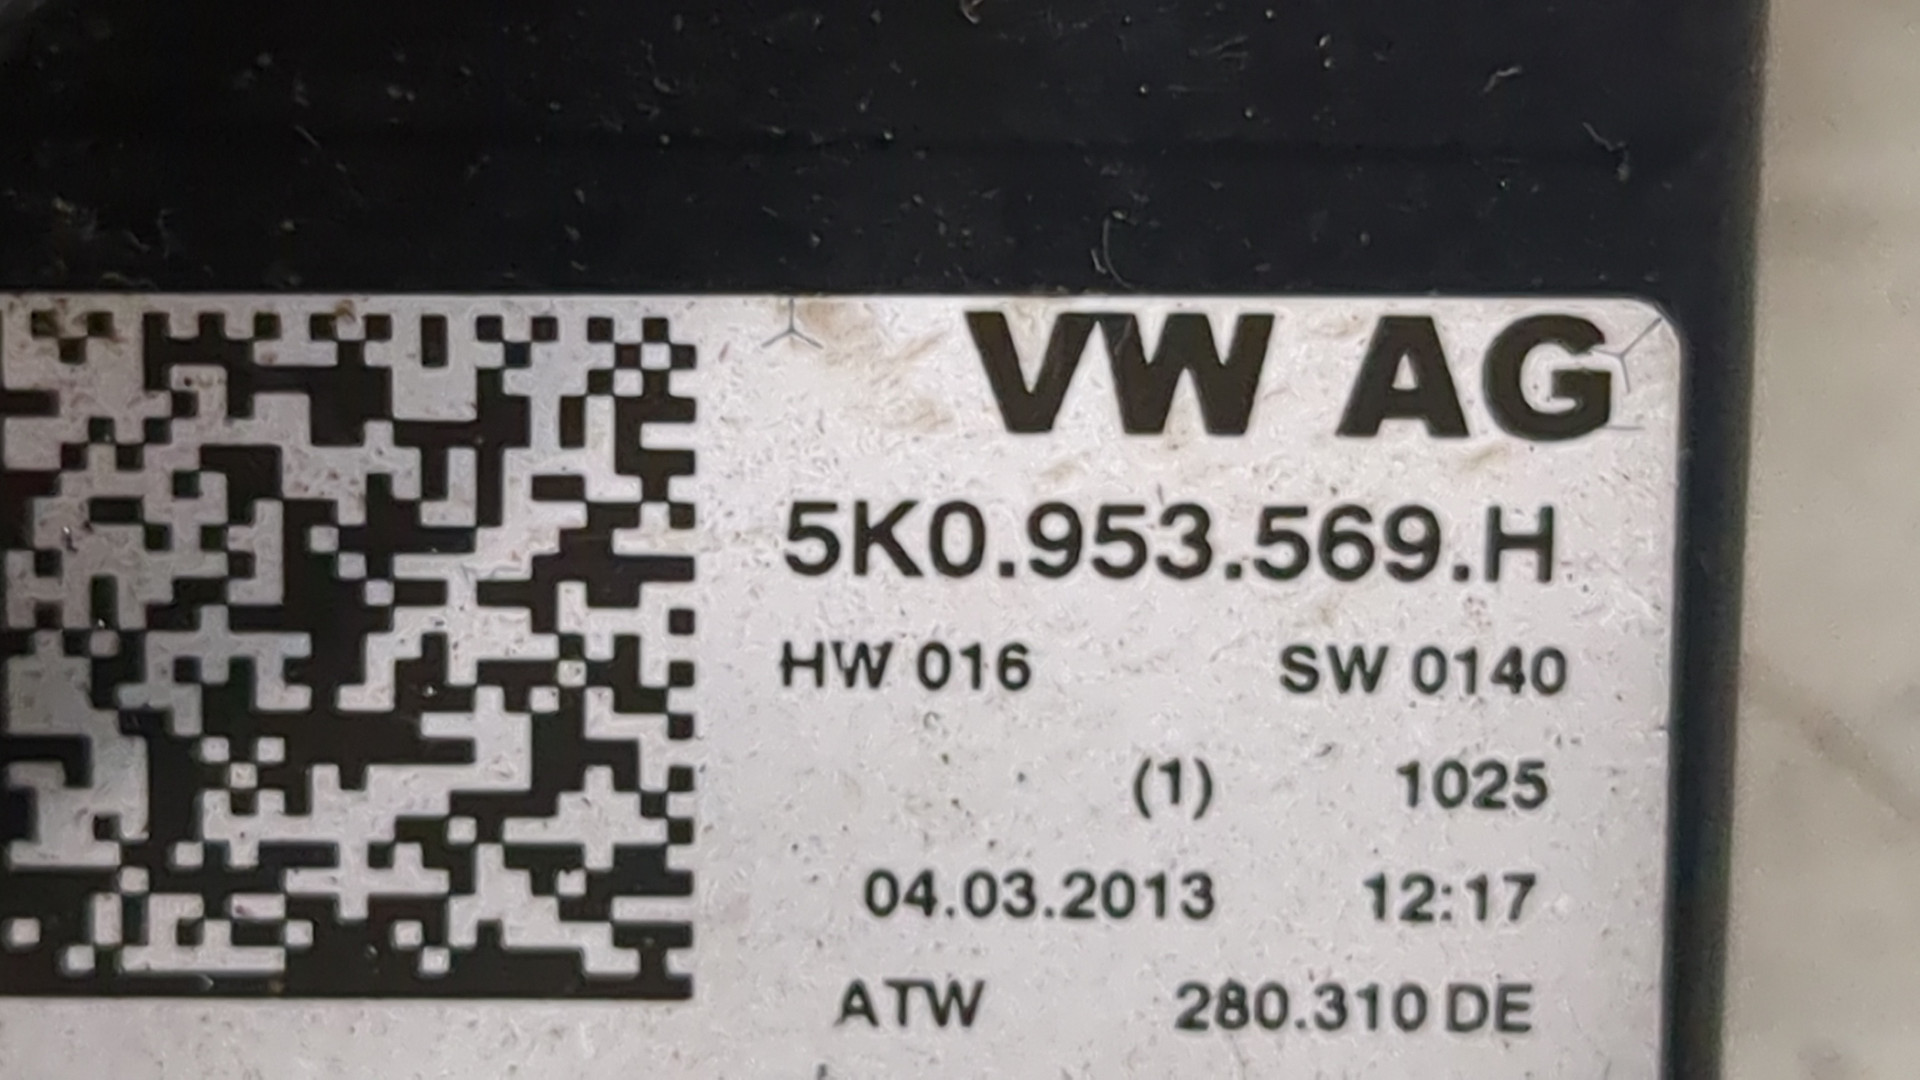 VW AG
5K0.953.569.H
HW 016 SW 0140
(1) 1025
04.03.2013 12:17
ATW 280.310 DE